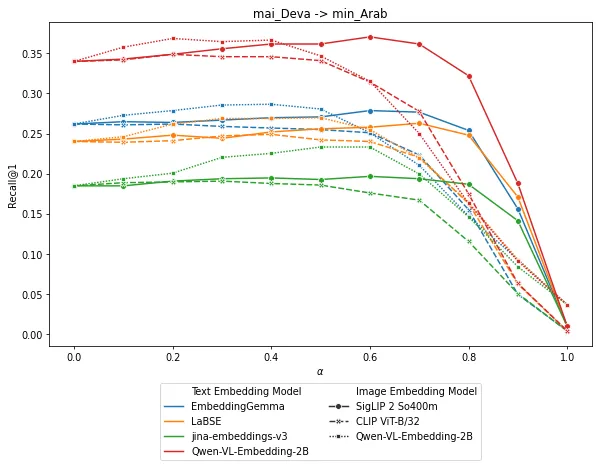 mai_Deva -> min_Arab
Recall@1
0.35
0.30
0.25
0.20
0.15
0.10
0.05
0.00
0.0 0.2 0.4 0.6 0.8 1.0
α
Text Embedding Model
EmbeddingGemma
LaBSE
jina-embeddings-v3
Qwen-VL-Embedding-2B
Image Embedding Model
SigLIP 2 So400m
CLIP ViT-B/32
Qwen-VL-Embedding-2B